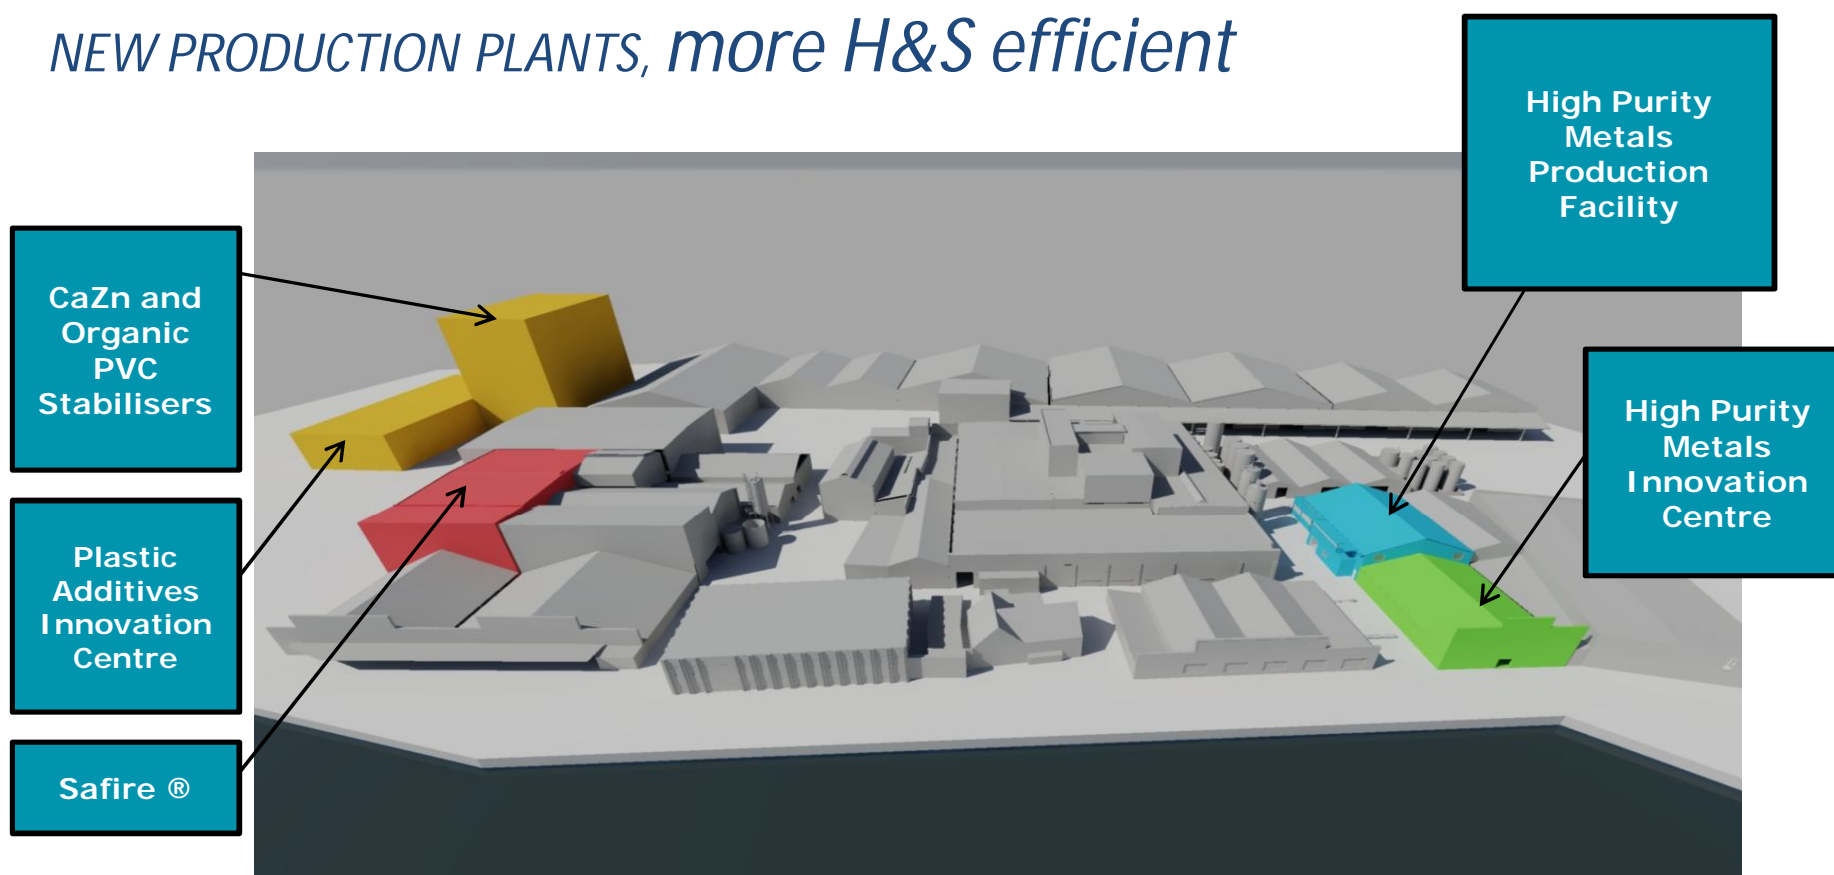 NEW PRODUCTION PLANTS, more H&S efficient
High Purity
Metals
Production
Facility
CaZn and
Organic
PVC
Stabilisers
High Purity
Metals
Innovation
Centre
Plastic
Additives
Innovation
Centre
Safire ®